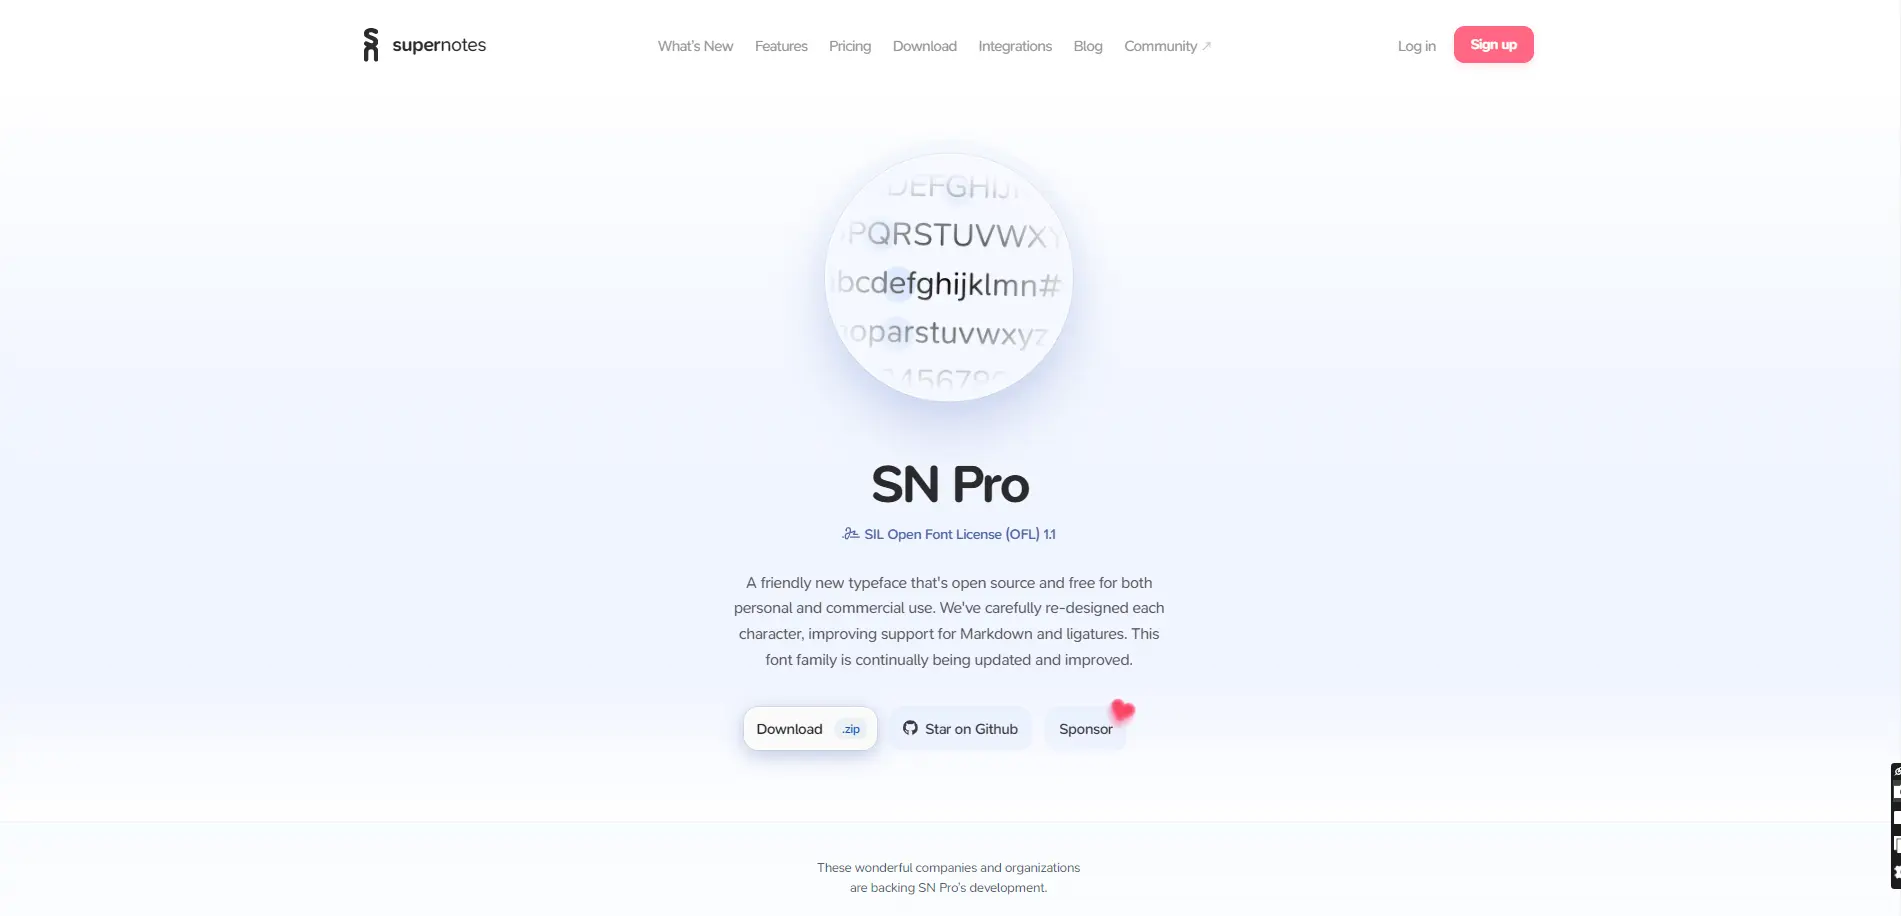 supernotes
What's New Features Pricing Download Integrations Blog Community ↗
Log in Sign up
DEFGHIJ
PQRSTUVWXY
bcdefghijklmn#
oparstuvwxyz
456789
SN Pro
SIL Open Font License (OFL) 1.1
A friendly new typeface that's open source and free for both
personal and commercial use. We've carefully re-designed each
character, improving support for Markdown and ligatures. This
font family is continually being updated and improved.
Download .zip
Star on Github
Sponsor
These wonderful companies and organizations
are backing SN Pro's development.